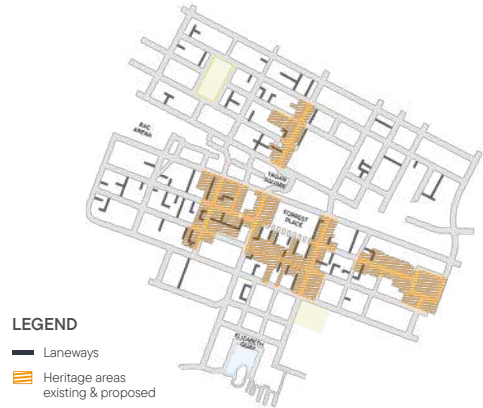 RAC
ARENA
YAGAN
SQUARE
FORREST
PLACE
ELIZABETH
QUAY
LEGEND
Laneways
Heritage areas
existing & proposed